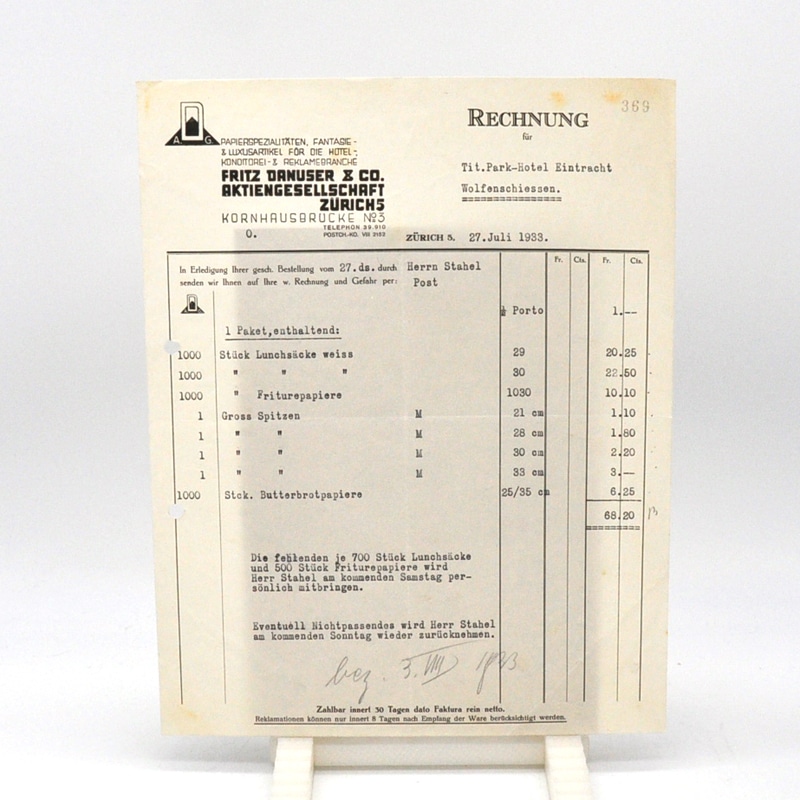 369
RECHNUNG
für
A. G.
PAPIERSPEZIALITÄTEN, FANTASIE-
& LUXUSARTIKEL FÜR DIE HOTEL-,
KONDITOREI- & REKLAMEBRANCHE
FRITZ DANUSER & CO.
AKTIENGESELLSCHAFT
ZÜRICH 5
KORNHAUSBRÜCKE No 3
TELEPHON 39.910
POSTCH.-KO. VIII 2152
Tit.Park-Hotel Eintracht
Wolfenschiessen.
O.
ZÜRICH 5. 27.Juli 1933.
In Erledigung Ihrer gesch. Bestellung vom 27.ds. durch Herrn Stahel
senden wir Ihnen auf Ihre w. Rechnung und Gefahr per: Post
Fr. Cts. Fr. Cts.
½ Porto 1.--
1 Paket,enthaltend:
1000 Stück Lunchsäcke weiss 29 20.25
1000 " " " 30 22.50
1000 " Friturepapiere 1030 10.10
1 Gross Spitzen M 21 cm 1.10
1 " " M 28 cm 1.80
1 " " M 30 cm 2.20
1 " " M 33 cm 3.--
1000 Stck. Butterbrotpapiere 25/35 cm 6.25
68.20
Die fehlenden je 700 Stück Lunchsäcke
und 500 Stück Friturepapiere wird
Herr Stahel am kommenden Samstag per-
sönlich mitbringen.
Eventuell Nichtpassendes wird Herr Stahel
am kommenden Sonntag wieder zurücknehmen.
bez. 3. VIII 1933
Zahlbar innert 30 Tagen dato Faktura rein netto.
Reklamationen können nur innert 8 Tagen nach Empfang der Ware berücksichtigt werden.